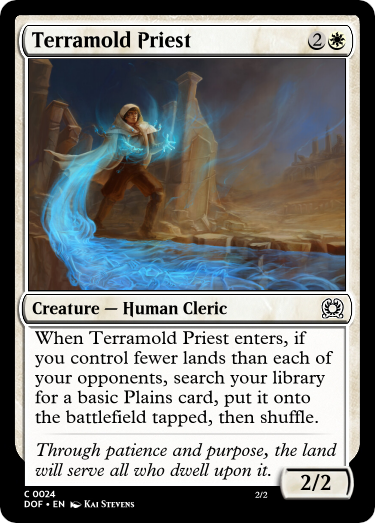 Terramold Priest 2
Creature — Human Cleric
When Terramold Priest enters, if
you control fewer lands than each of
your opponents, search your library
for a basic Plains card, put it onto
the battlefield tapped, then shuffle.
Through patience and purpose, the land
will serve all who dwell upon it.
2/2
C 0024
DOF • EN Kai Stevens
2/2